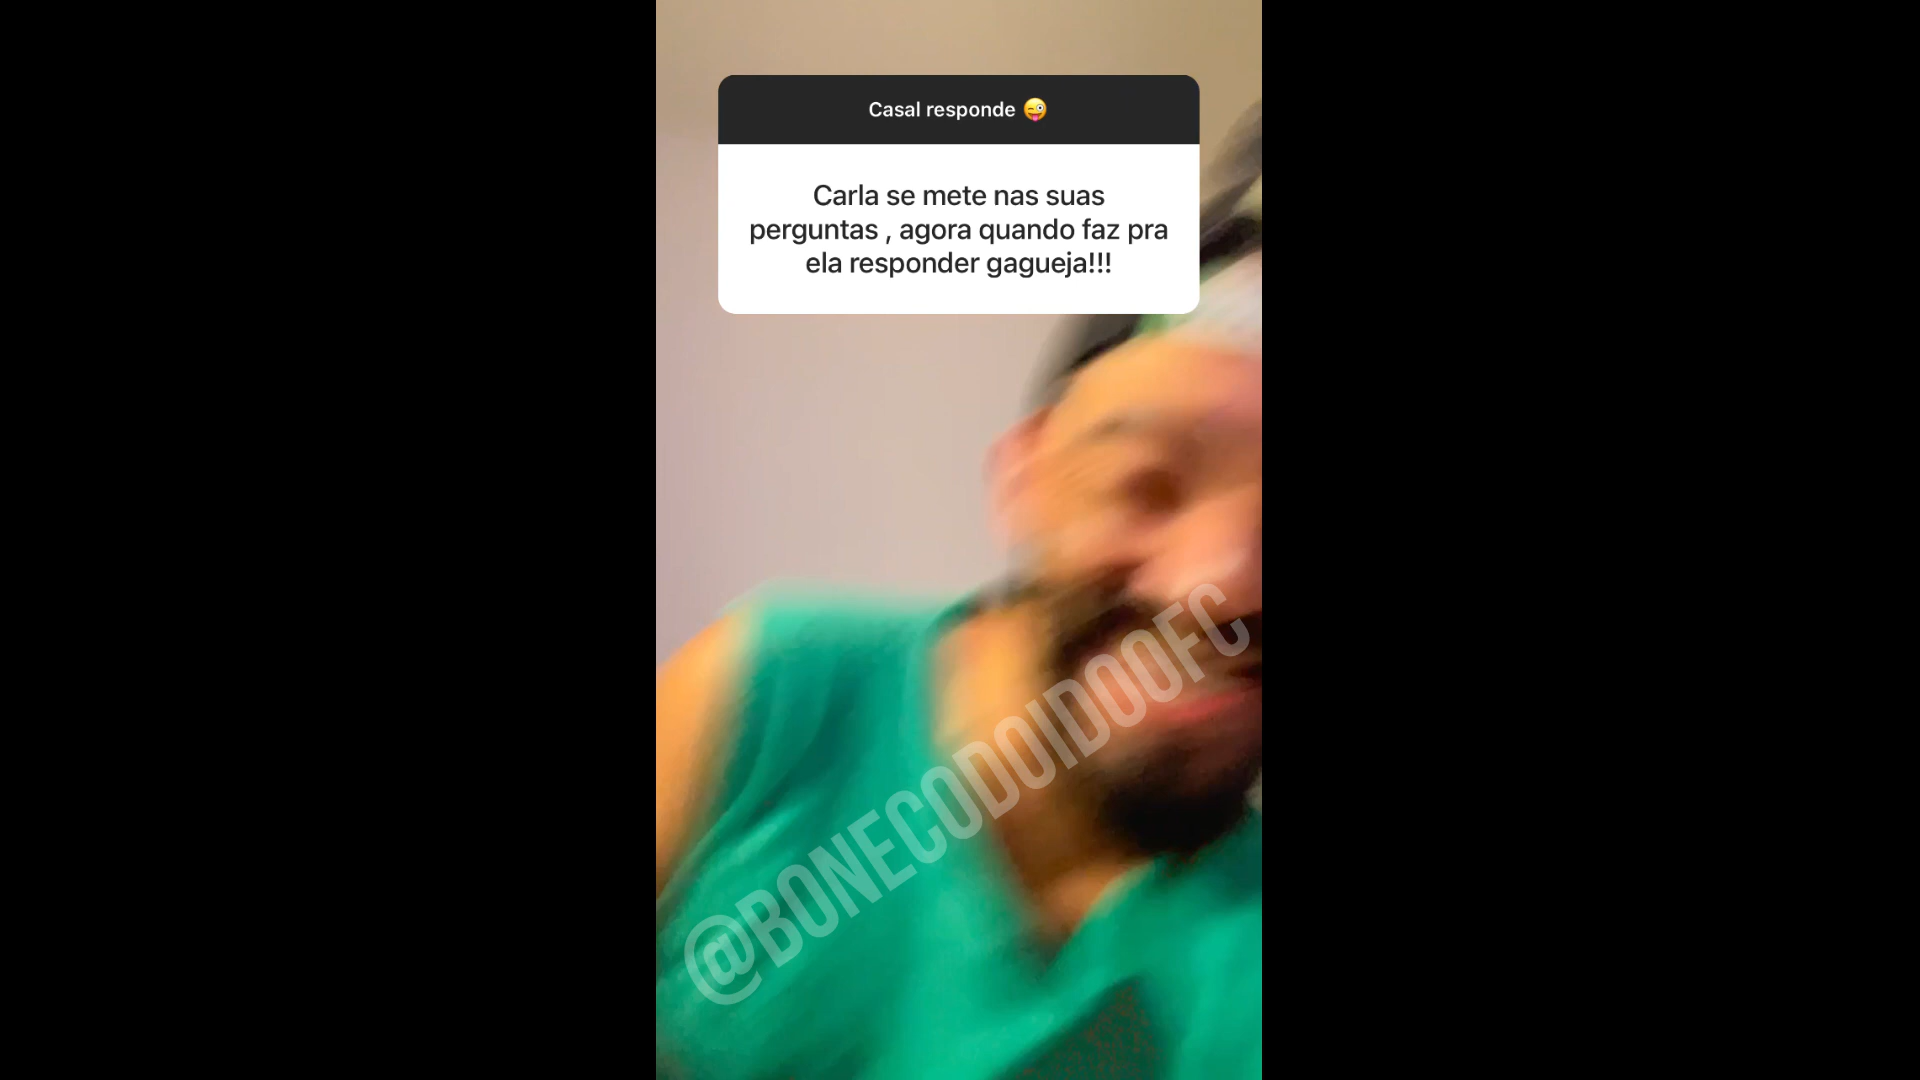 Casal responde 😜
Carla se mete nas suas
perguntas , agora quando faz pra
ela responder gagueja!!!
@BONECODOIDOOFC